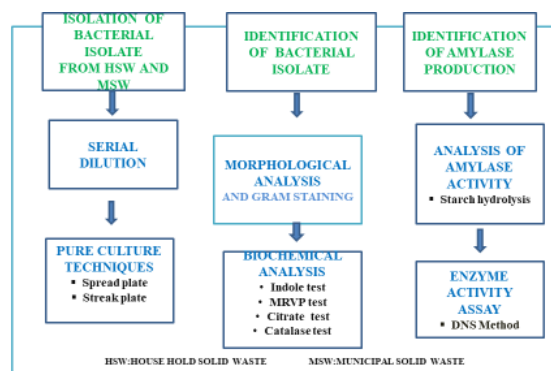 ISOLATION OF
BACTERIAL
ISOLATE
FROM HSW AND
MSW
SERIAL
DILUTION
PURE CULTURE
TECHNIQUES
▪ Spread plate
▪ Streak plate
IDENTIFICATION
OF BACTERIAL
ISOLATE
MORPHOLOGICAL
ANALYSIS
AND GRAM STAINING
BIOCHEMICAL
ANALYSIS
• Indole test
• MRVP test
• Citrate test
• Catalase test
IDENTIFICATION
OF AMYLASE
PRODUCTION
ANALYSIS OF
AMYLASE
ACTIVITY
▪ Starch hydrolysis
ENZYME
ACTIVITY
ASSAY
▪ DNS Method
HSW:HOUSE HOLD SOLID WASTE MSW:MUNICIPAL SOLID WASTE